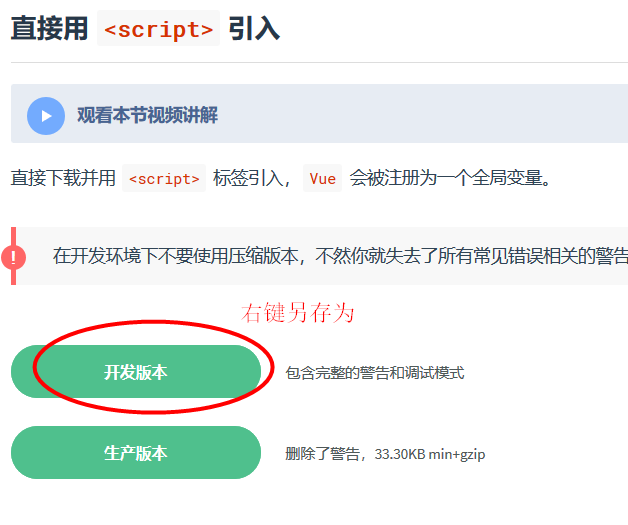 直接用 <script> 引入
观看本节视频讲解
直接下载并用 <script> 标签引入，Vue 会被注册为一个全局变量。
! 在开发环境下不要使用压缩版本，不然你就失去了所有常见错误相关的警告
右键另存为
开发版本 包含完整的警告和调试模式
生产版本 删除了警告，33.30KB min+gzip